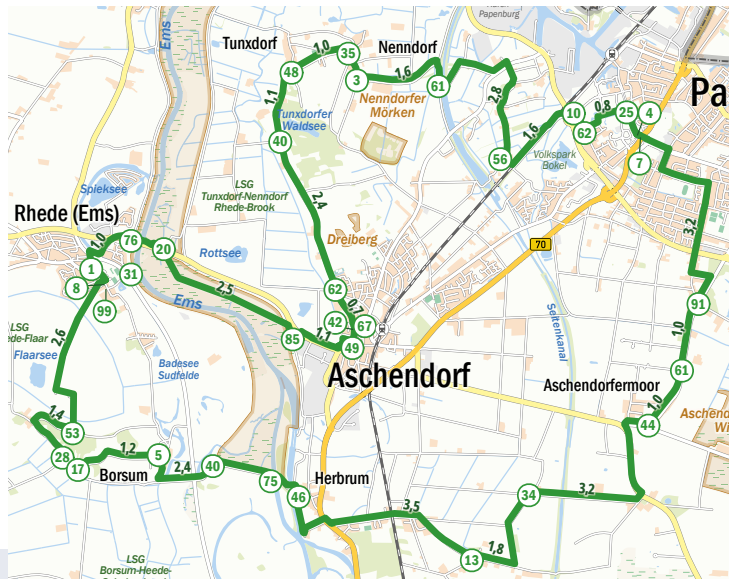 Papenburg
Ems
Tunxdorf
1,0
35
Nenndorf
48
3
1,6
61
1,1
Nenndorfer
Mörken
2,8
Pa
Tunxdorfer
Waldsee
10
0,8
25
4
62
40
1,6
56
Völkspark
Bokel
7
LSG
Tunxdorf-Nenndorf
Rhede-Brook
Spieksee
2,4
Rhede (Ems)
3,2
Dreiberg
76
1,0
20
Rottsee
70
1
31
8
2,5
Ems
62
99
0,7
42
67
91
Seitenkanal
LSG
ede-Flaar
Flaarsee
2,6
85
1,1
49
1,0
Badesee
Sudfelde
Aschendorf
61
Aschendorfermoor
1,0
1,4
44
Aschend
Wi
53
28
17
1,2
5
Borsum
2,4
40
75
46
Herbrum
34
3,2
3,5
13
1,8
LSG
Borsum-Heede-